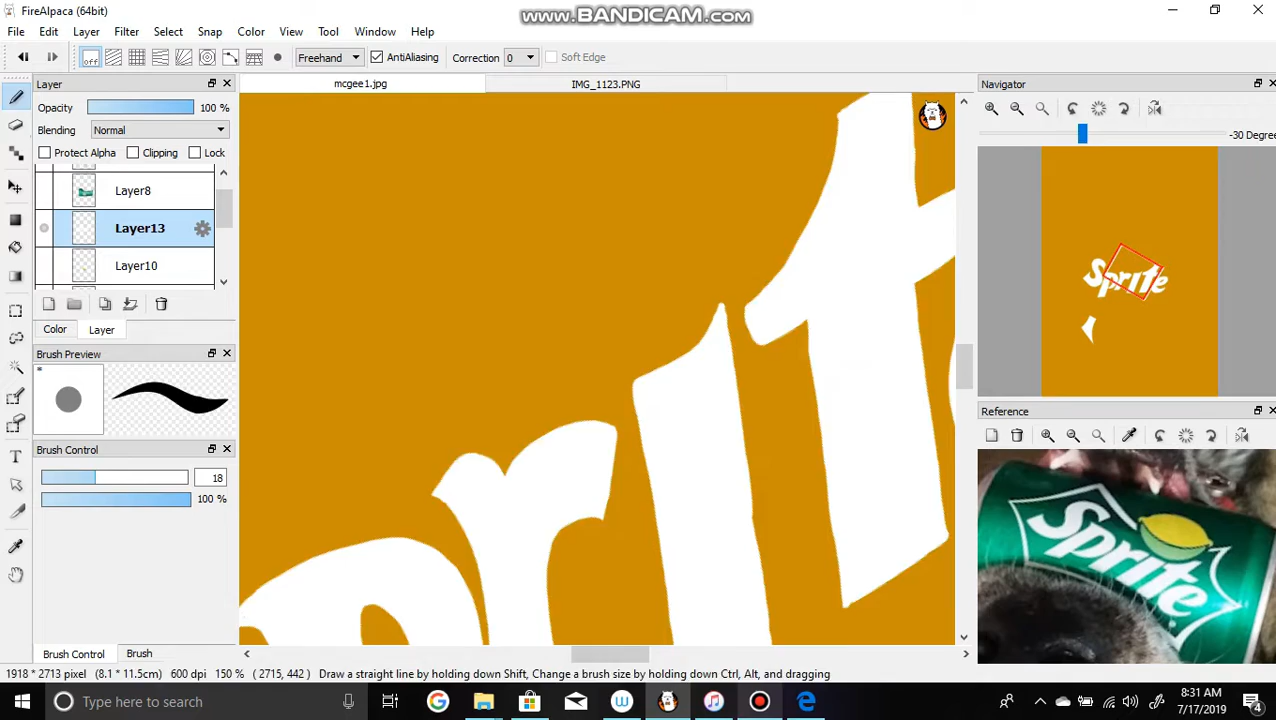 FireAlpaca (64bit)
www.BANDICAM.com
File Edit Layer Filter Select Snap Color View Tool Window Help
off Freehand AntiAliasing Correction 0 Soft Edge
Layer
mcgee1.jpg
IMG_1123.PNG
Navigator
Opacity 100 %
Blending Normal
-30 Degree
Protect Alpha Clipping Lock
Layer8
Layer13
Layer10
Sprite
Color Layer
Brush Preview
*
Reference
Brush Control
18
100 %
Sprite
Sprite
Brush Control Brush
1918 * 2713 pixel (8.1 * 11.5cm) 600 dpi 150 % (2715, 442) Draw a straight line by holding down Shift, Change a brush size by holding down Ctrl, Alt, and dragging
Type here to search
8:31 AM
7/17/2019
4